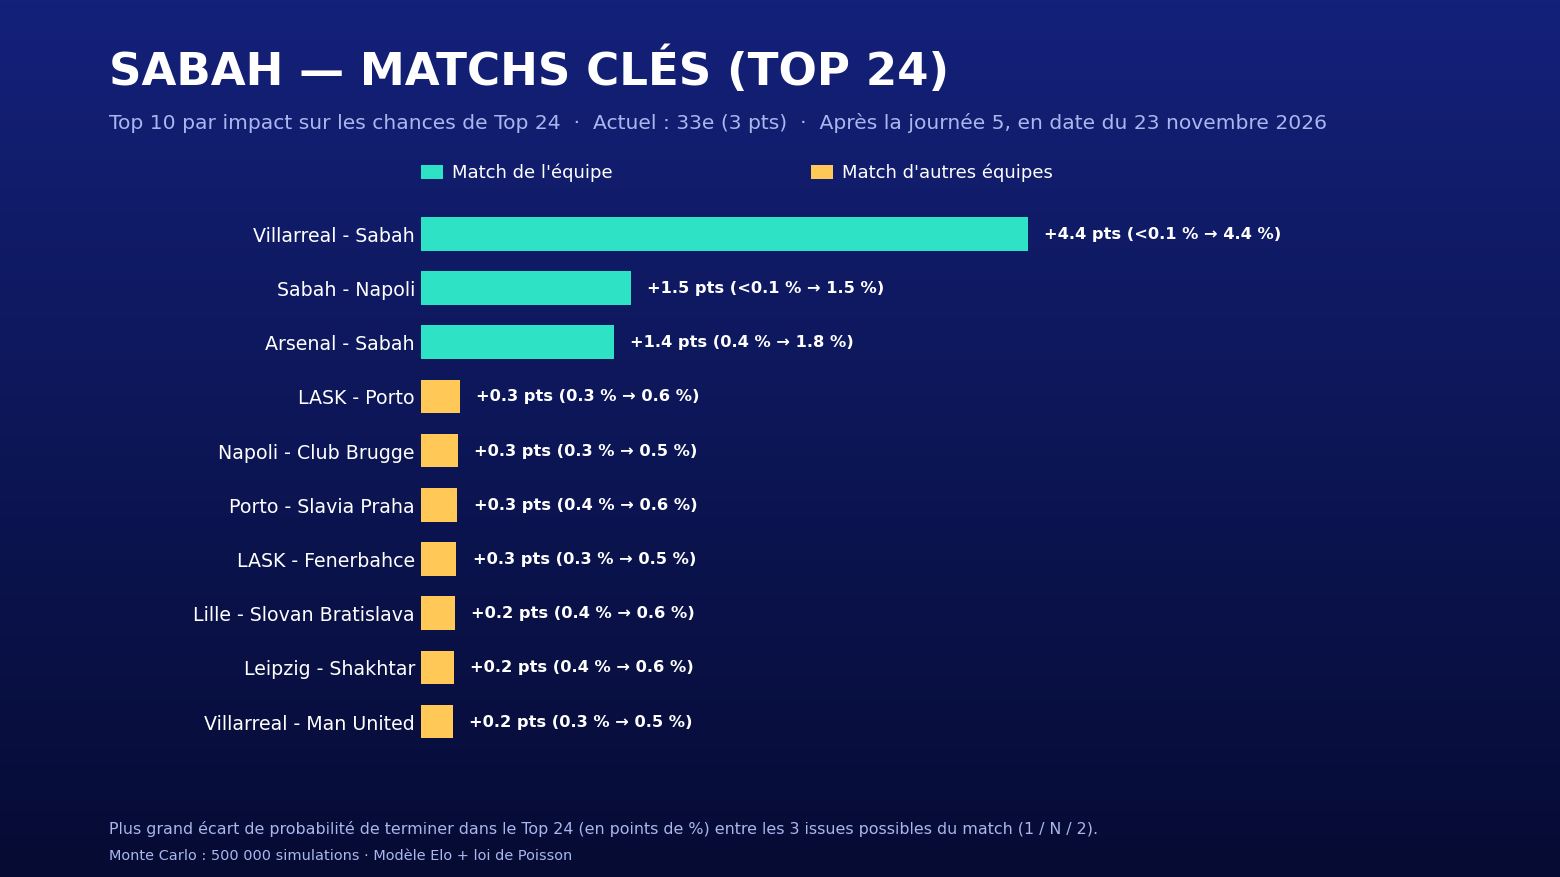 SABAH — MATCHS CLÉS (TOP 24)
Top 10 par impact sur les chances de Top 24 · Actuel : 33e (3 pts) · Après la journée 5, en date du 23 novembre 2026
Match de l'équipe
Match d'autres équipes
Villarreal - Sabah +4.4 pts (<0.1 % → 4.4 %)
Sabah - Napoli +1.5 pts (<0.1 % → 1.5 %)
Arsenal - Sabah +1.4 pts (0.4 % → 1.8 %)
LASK - Porto +0.3 pts (0.3 % → 0.6 %)
Napoli - Club Brugge +0.3 pts (0.3 % → 0.5 %)
Porto - Slavia Praha +0.3 pts (0.4 % → 0.6 %)
LASK - Fenerbahce +0.3 pts (0.3 % → 0.5 %)
Lille - Slovan Bratislava +0.2 pts (0.4 % → 0.6 %)
Leipzig - Shakhtar +0.2 pts (0.4 % → 0.6 %)
Villarreal - Man United +0.2 pts (0.3 % → 0.5 %)
Plus grand écart de probabilité de terminer dans le Top 24 (en points de %) entre les 3 issues possibles du match (1 / N / 2).
Monte Carlo : 500 000 simulations · Modèle Elo + loi de Poisson